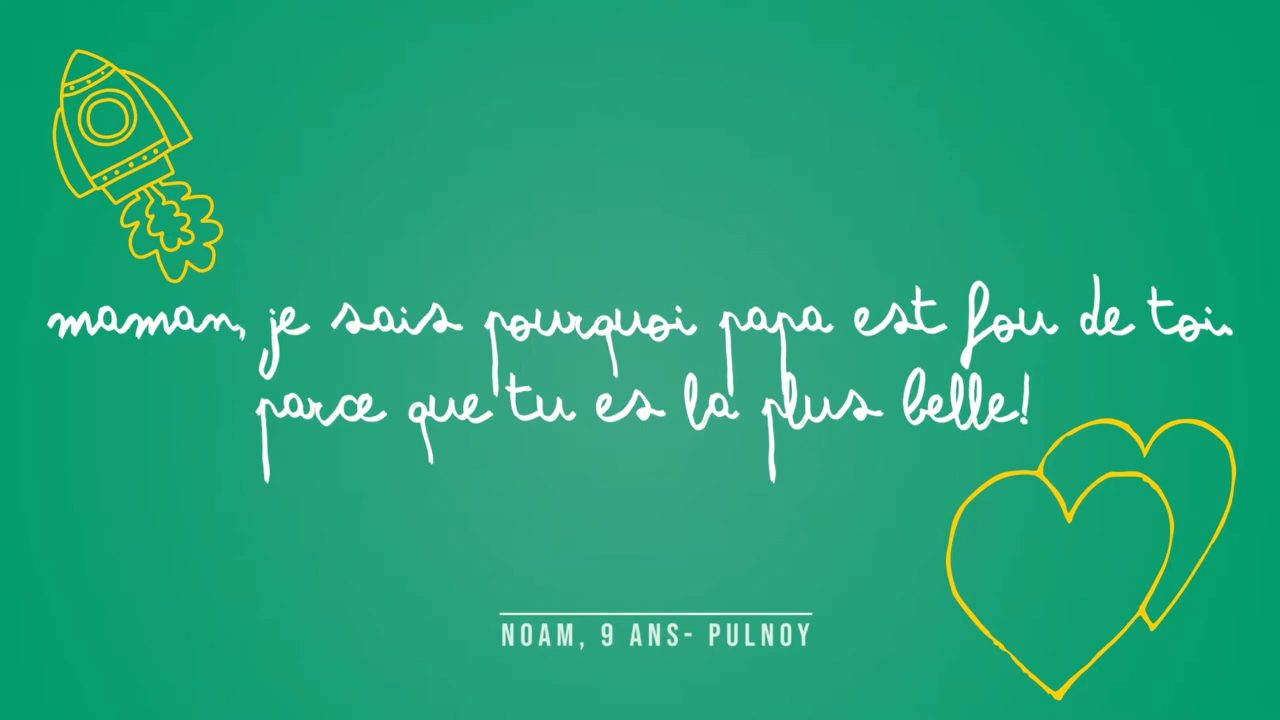 maman, je sais pourquoi papa est fou de toi.
parce que tu es la plus belle!
NOAM, 9 ANS- PULNOY